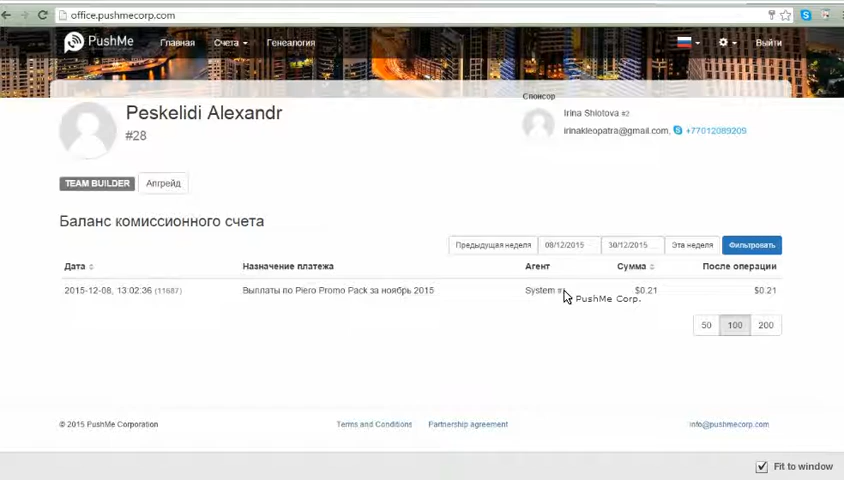 office.pushmecorp.com
PushMe Главная Счета Генеалогия Выйти
Спонсор
Peskelidi Alexandr
#28
Irina Shlotova #2
irinakleopatra@gmail.com, +77012089209
TEAM BUILDER Апгрейд
Баланс комиссионного счета
Предыдущая неделя 08/12/2015 30/12/2015 Эта неделя Фильтровать
Дата Назначение платежа Агент Сумма После операции
2015-12-08, 13:02:36 (11687) Выплаты по Piero Promo Pack за ноябрь 2015 System $0.21 $0.21
PushMe Corp.
50 100 200
© 2015 PushMe Corporation Terms and Conditions Partnership agreement info@pushmecorp.com
Fit to window